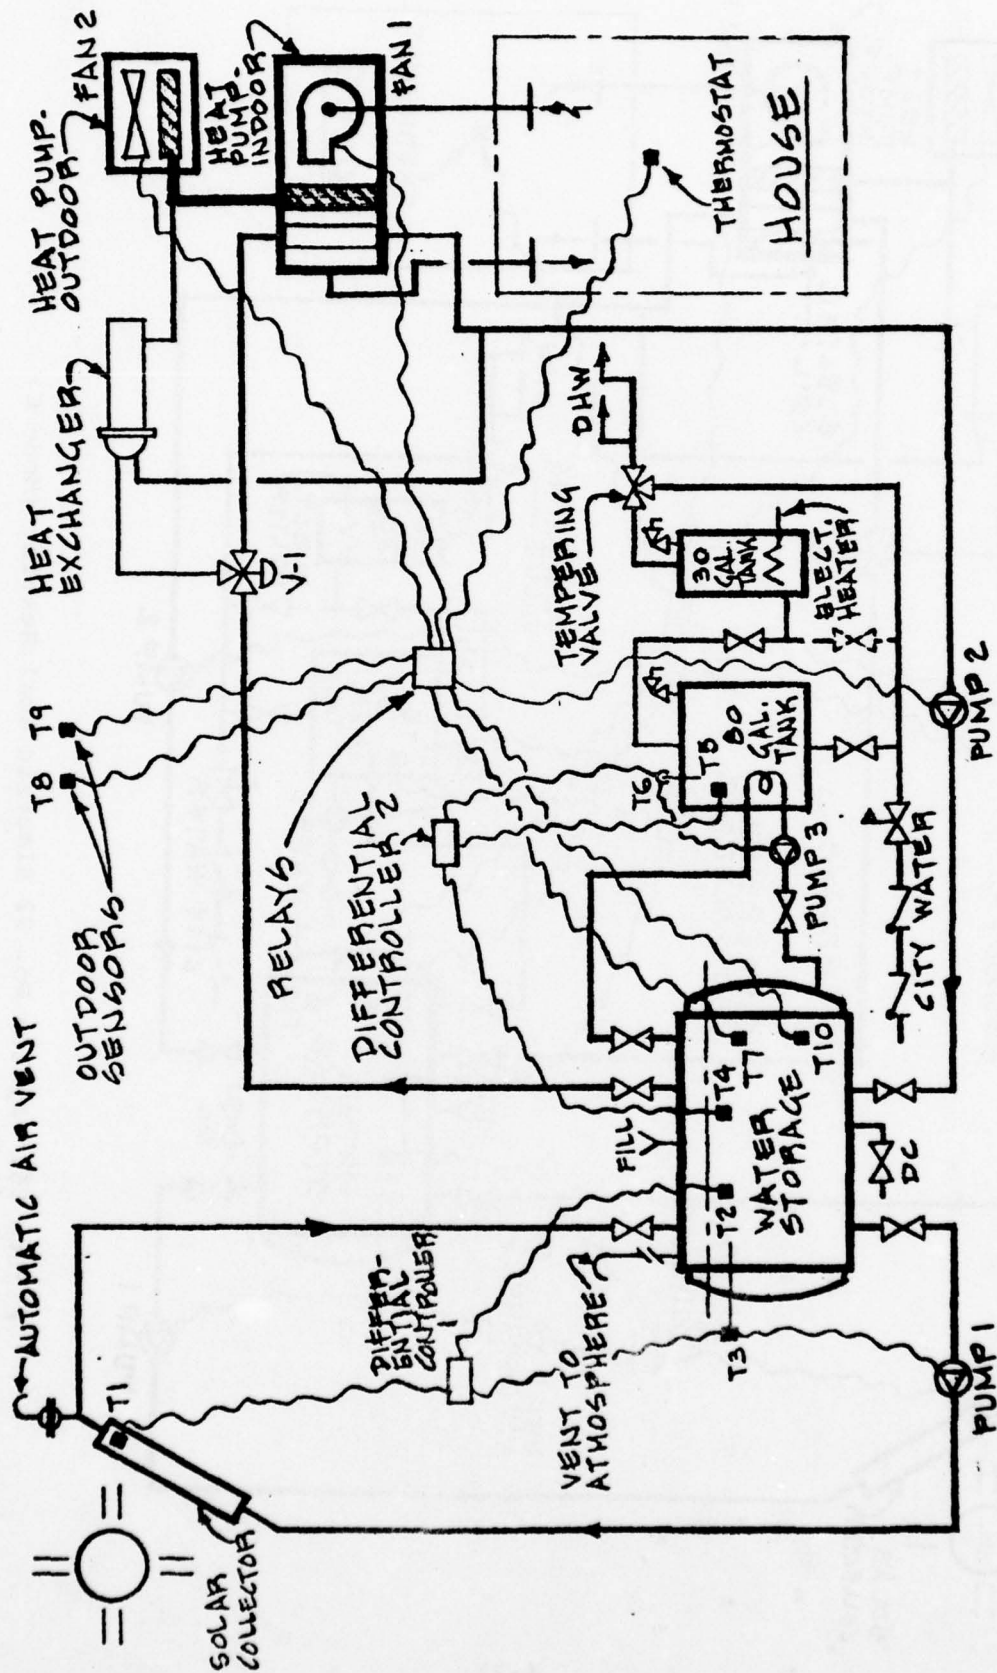 AUTOMATIC AIR VENT
T1
SOLAR
COLLECTOR
OUTDOOR
SENSORS
T8
T9
HEAT
EXCHANGER
HEAT PUMP.
OUTDOOR
FAN 2
HEAT
PUMP.
INDOOR
FAN 1
V-1
RELAYS
DIFFER-
ENTIAL
CONTROLLER
1
DIFFERENTIAL
CONTROLLER 2
TEMPERING
VALVE
DHW
THERMOSTAT
HOUSE
VENT TO
ATMOSPHERE
FILL
T2
T4
T3
T7
T10
WATER
STORAGE
T6
T5
80
GAL.
TANK
30
GAL.
TANK
ELECT.
HEATER
PUMP 3
DC
CITY WATER
PUMP 1
PUMP 2